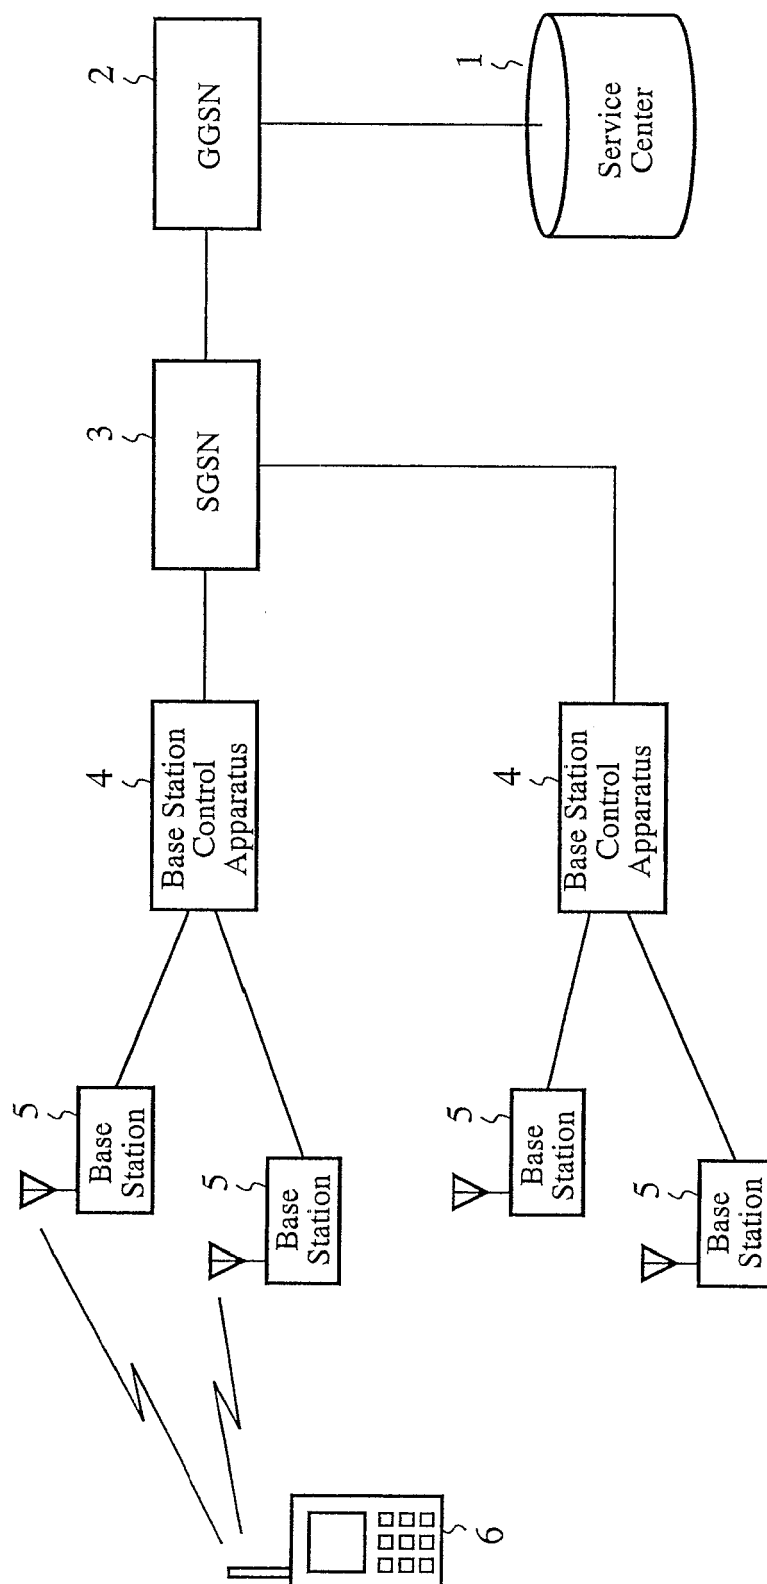 5
Base
Station
4
Base Station
Control
Apparatus
3
SGSN
2
GGSN
5
Base
Station
6
5
Base
Station
4
Base Station
Control
Apparatus
1
Service
Center
5
Base
Station